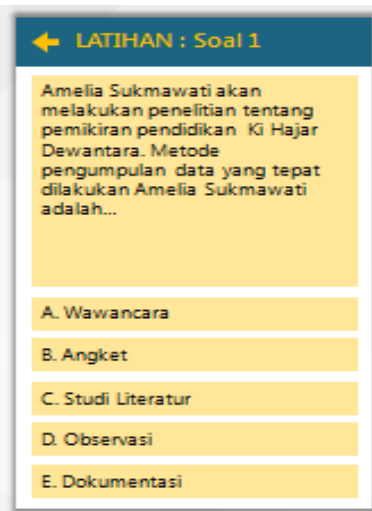 LATIHAN : Soal 1
Amelia Sukmawati akan
melakukan penelitian tentang
pemikiran pendidikan Ki Hajar
Dewantara. Metode
pengumpulan data yang tepat
dilakukan Amelia Sukmawati
adalah...
A. Wawancara
B. Angket
C. Studi Literatur
D. Observasi
E. Dokumentasi